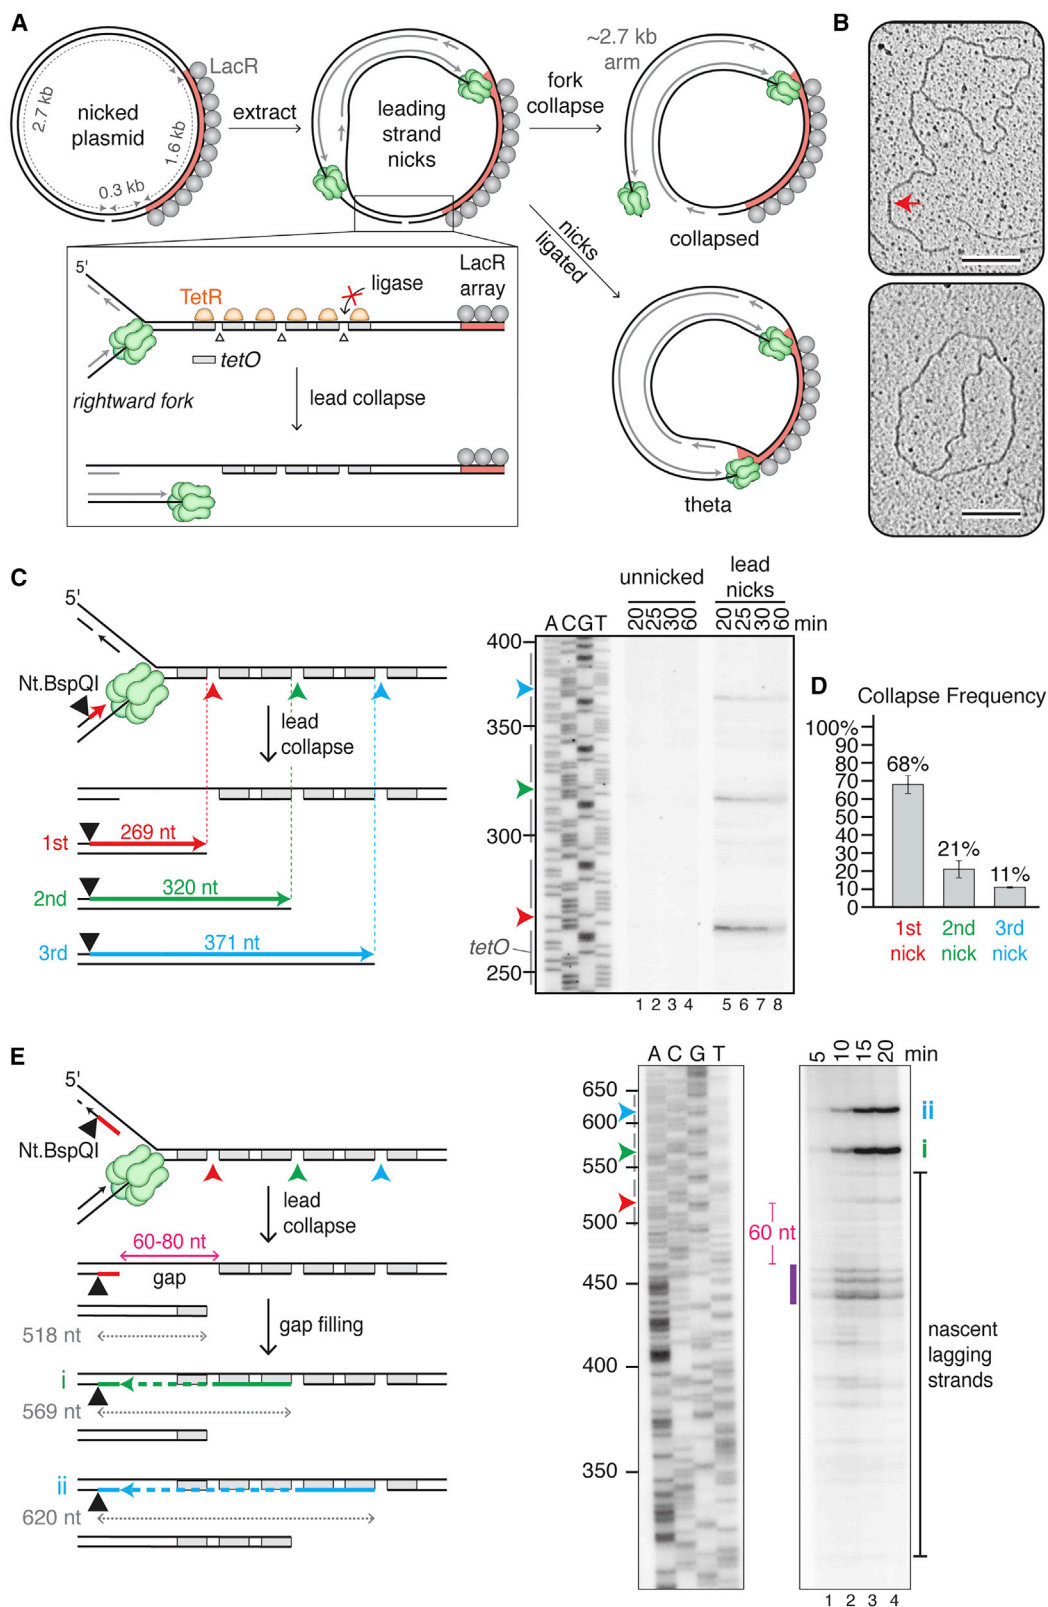 A
B
LacR
2.7 kb
nicked
plasmid
1.6 kb
0.3 kb
extract
leading
strand
nicks
fork
collapse
~2.7 kb
arm
collapsed
nicks
ligated
theta
5'
TetR
ligase
LacR
array
tetO
rightward fork
lead collapse
C
5'
Nt.BspQI
lead
collapse
1st
269 nt
2nd
320 nt
3rd
371 nt
unnicked
lead
nicks
A C G T
20 25 30 60 20 25 30 60 min
400
350
300
tetO
250
1 2 3 4 5 6 7 8
D
Collapse Frequency
100%
90
80
70
60
50
40
30
20
10
0
68%
21%
11%
1st
nick
2nd
nick
3rd
nick
E
5'
Nt.BspQI
lead
collapse
60-80 nt
gap
518 nt
gap filling
i
569 nt
ii
620 nt
A C G T
5 10 15 20 min
650
600
550
500
450
400
350
60 nt
ii
i
nascent
lagging
strands
1 2 3 4